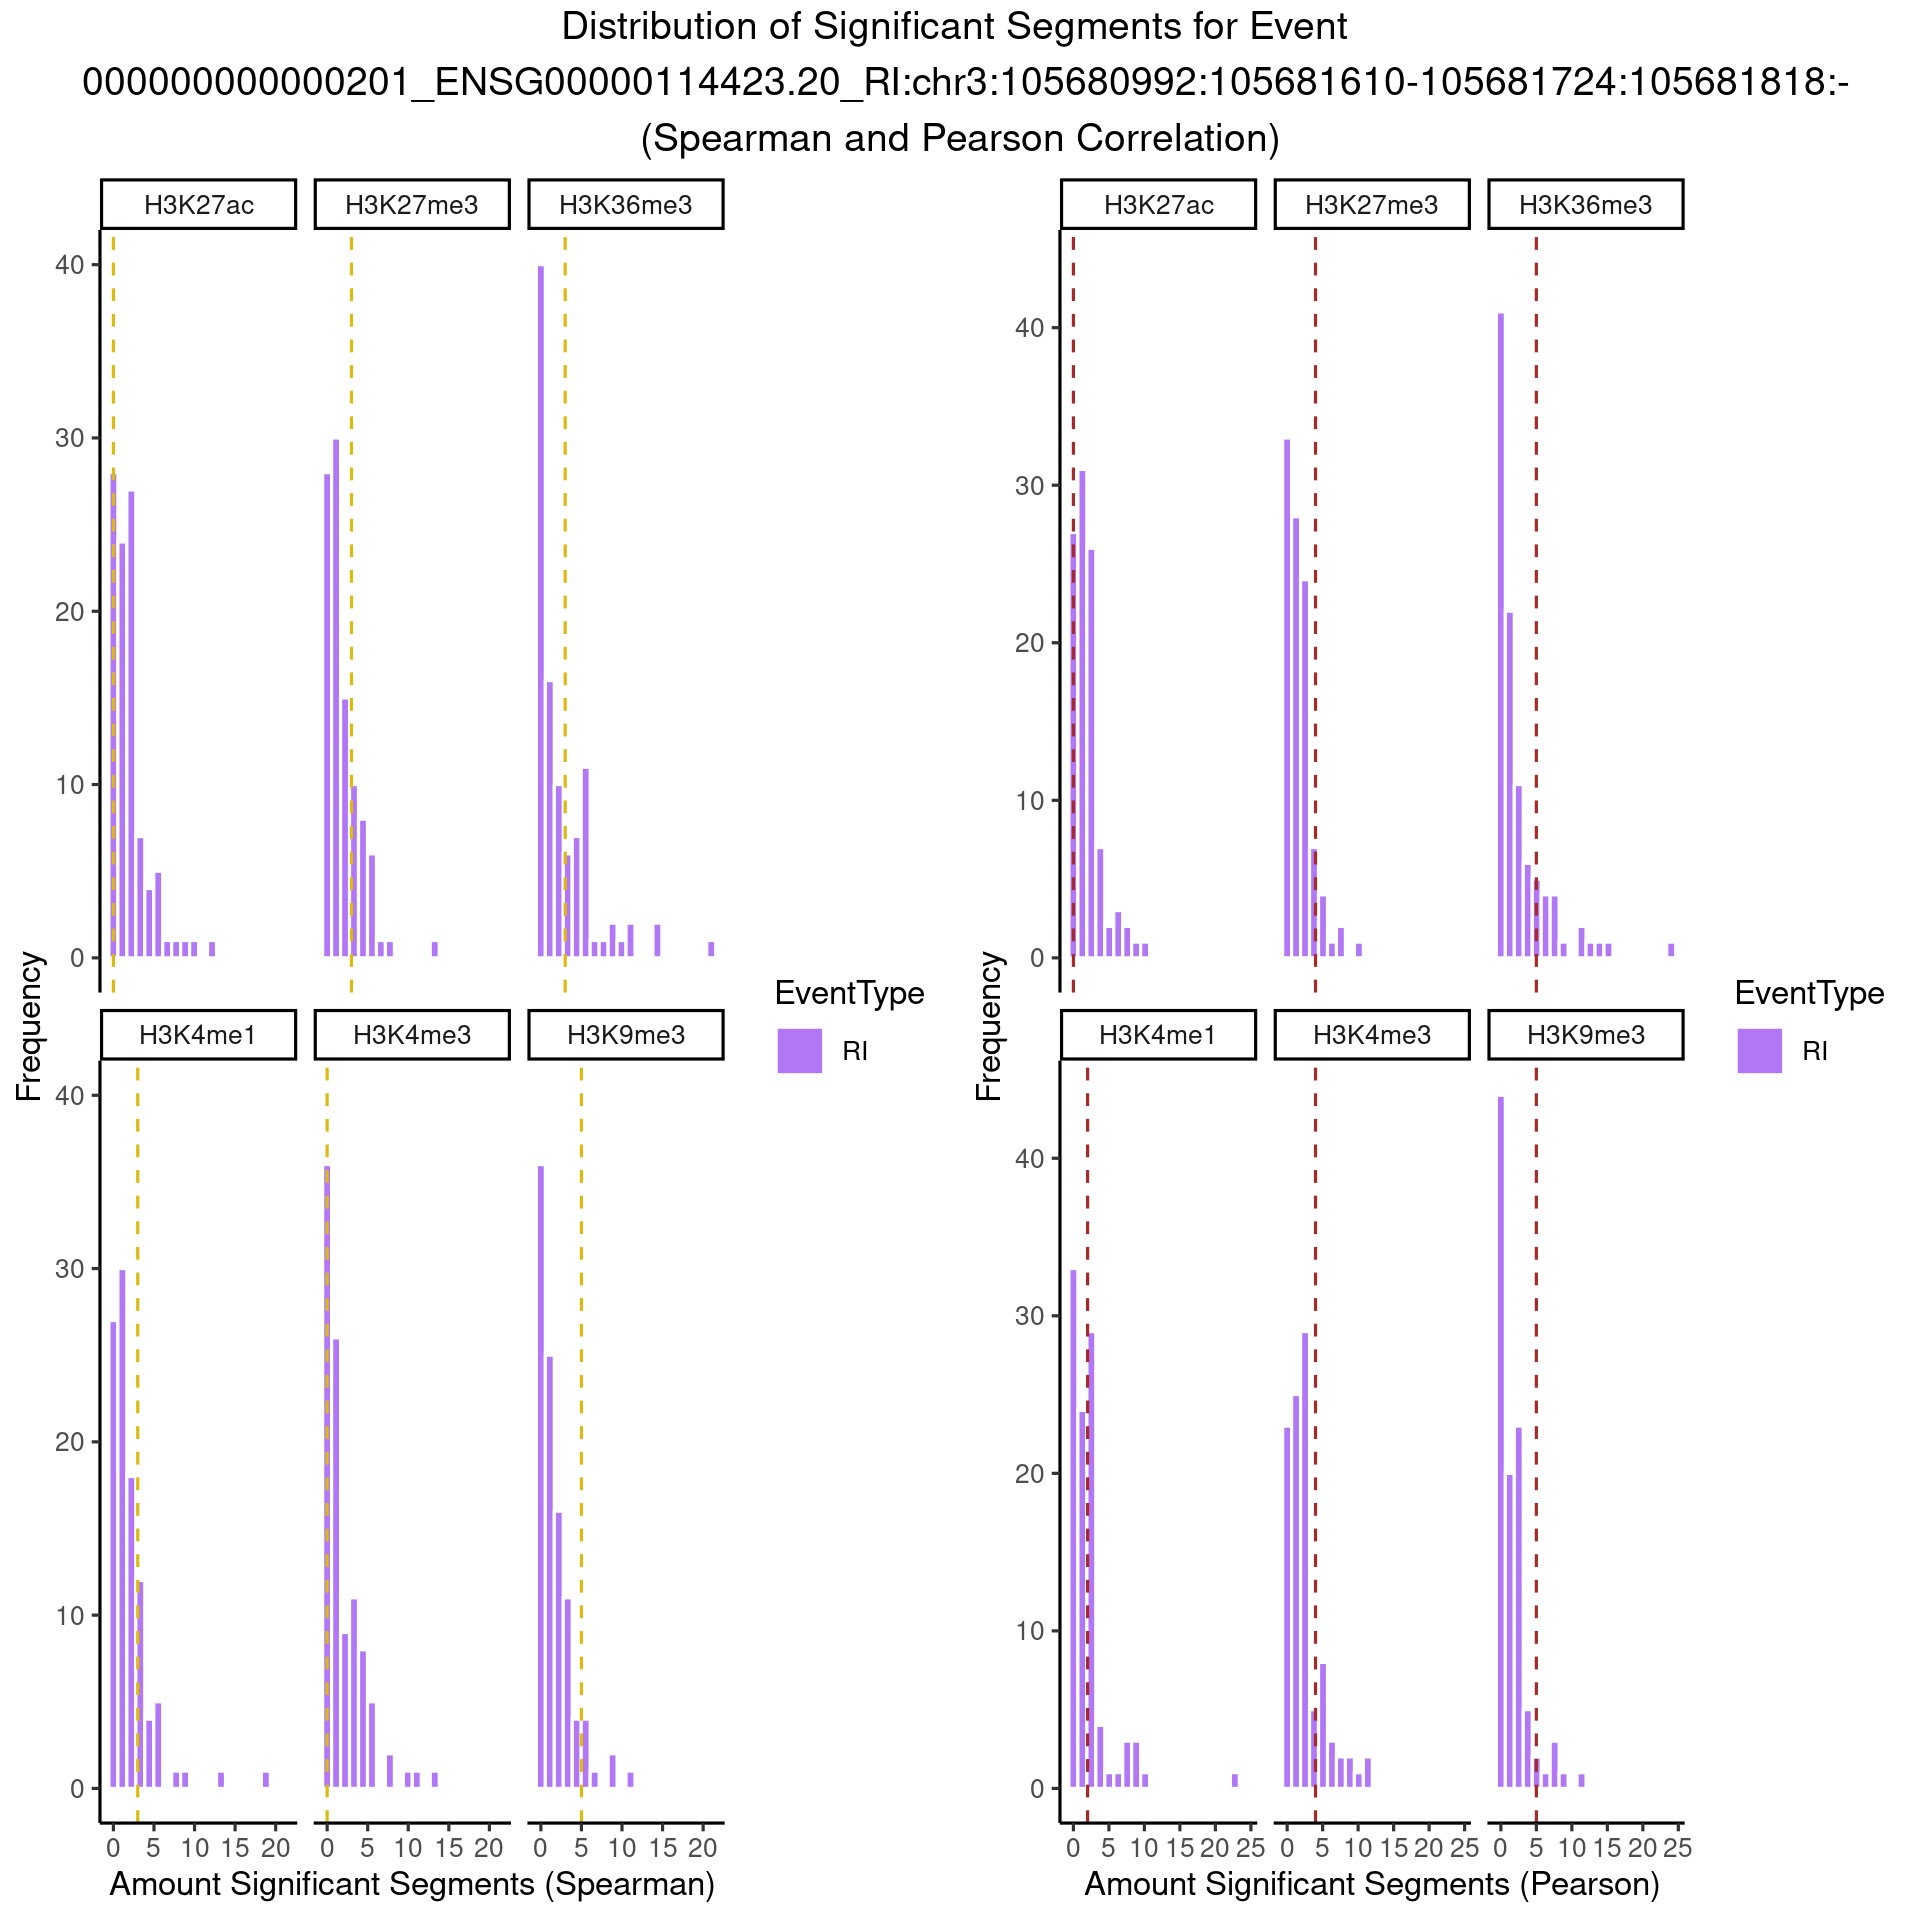 Distribution of Significant Segments for Event
000000000000201_ENSG00000114423.20_RI:chr3:105680992:105681610-105681724:105681818:-
(Spearman and Pearson Correlation)
H3K27ac H3K27me3 H3K36me3
40
30
20
10
0
H3K4me1 H3K4me3 H3K9me3
40
30
20
10
0
0 5 10 15 20 0 5 10 15 20 0 5 10 15 20
Amount Significant Segments (Spearman)
Frequency
EventType
RI
H3K27ac H3K27me3 H3K36me3
40
30
20
10
0
H3K4me1 H3K4me3 H3K9me3
40
30
20
10
0
0 5 10 15 20 25 0 5 10 15 20 25 0 5 10 15 20 25
Amount Significant Segments (Pearson)
Frequency
EventType
RI